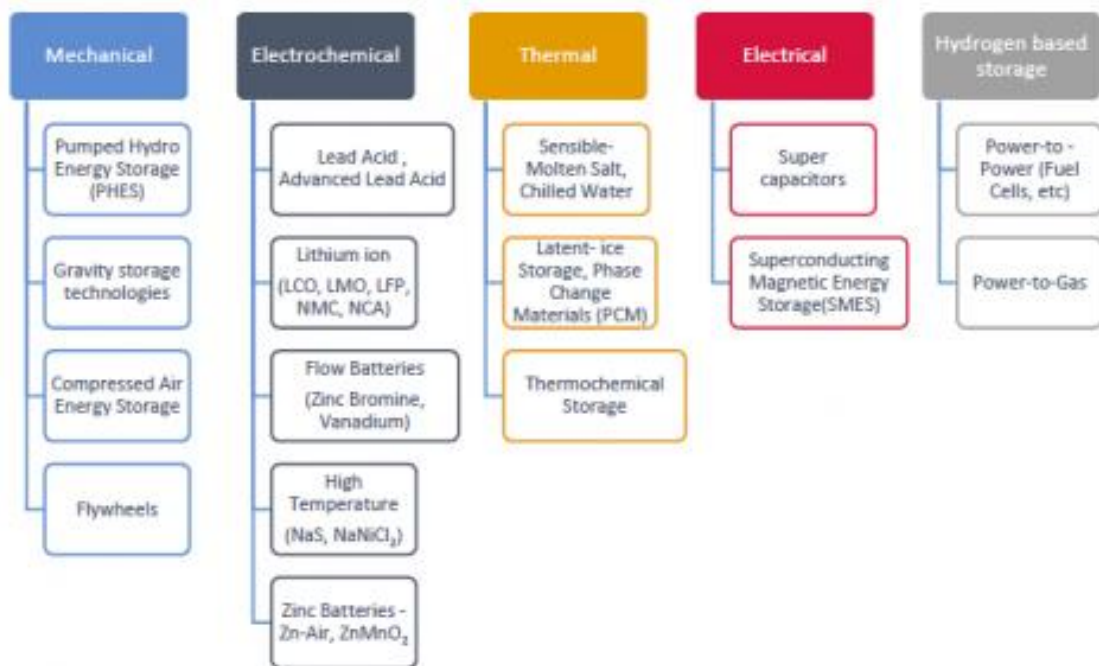 Mechanical
Pumped Hydro
Energy Storage
(PHES)
Gravity storage
technologies
Compressed Air
Energy Storage
Flywheels
Electrochemical
Lead Acid ,
Advanced Lead Acid
Lithium ion
(LCO, LMO, LFP,
NMC, NCA)
Flow Batteries
(Zinc Bromine,
Vanadium)
High
Temperature
(NaS, NaNiCl₂)
Zinc Batteries -
Zn-Air, ZnMnO₂
Thermal
Sensible-
Molten Salt,
Chilled Water
Latent- ice
Storage, Phase
Change
Materials (PCM)
Thermochemical
Storage
Electrical
Super
capacitors
Superconducting
Magnetic Energy
Storage(SMES)
Hydrogen based
storage
Power-to -
Power (Fuel
Cells, etc)
Power-to-Gas